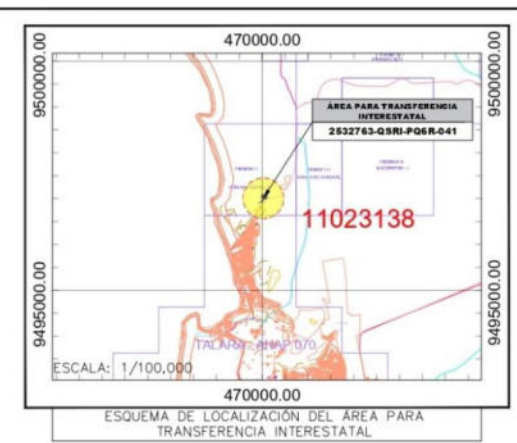 470000.00
9500000.00
9500000.00
ÁREA PARA TRANSFERENCIA
INTERESTATAL
2532763-QSRI-PQ6R-041
11023138
9495000.00
9495000.00
TALARA
ESCALA: 1/100,000
470000.00
ESQUEMA DE LOCALIZACIÓN DEL ÁREA PARA
TRANSFERENCIA INTERESTATAL